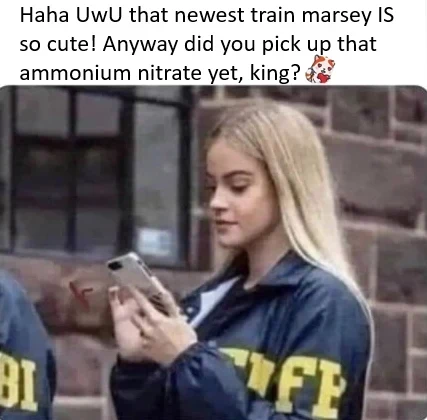 Haha UwU that newest train marsey IS
so cute! Anyway did you pick up that
ammonium nitrate yet, king?
BI